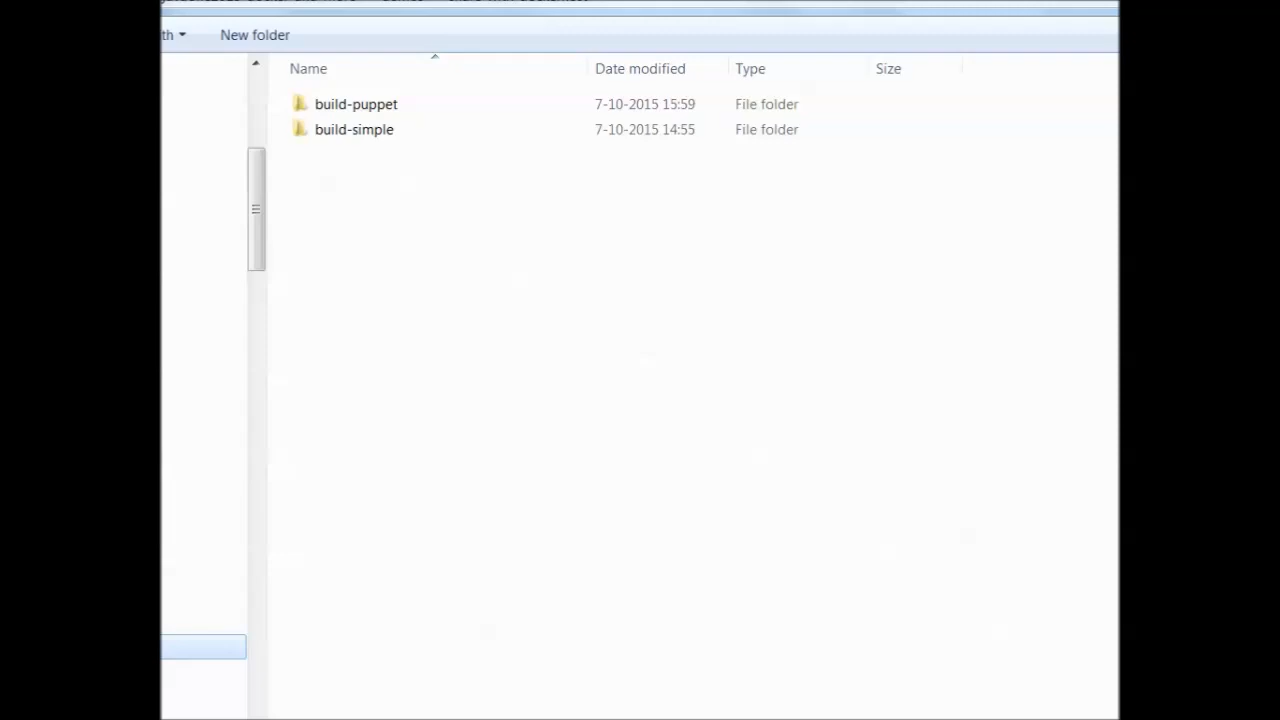 th New folder
Name Date modified Type Size
build-puppet 7-10-2015 15:59 File folder
build-simple 7-10-2015 14:55 File folder